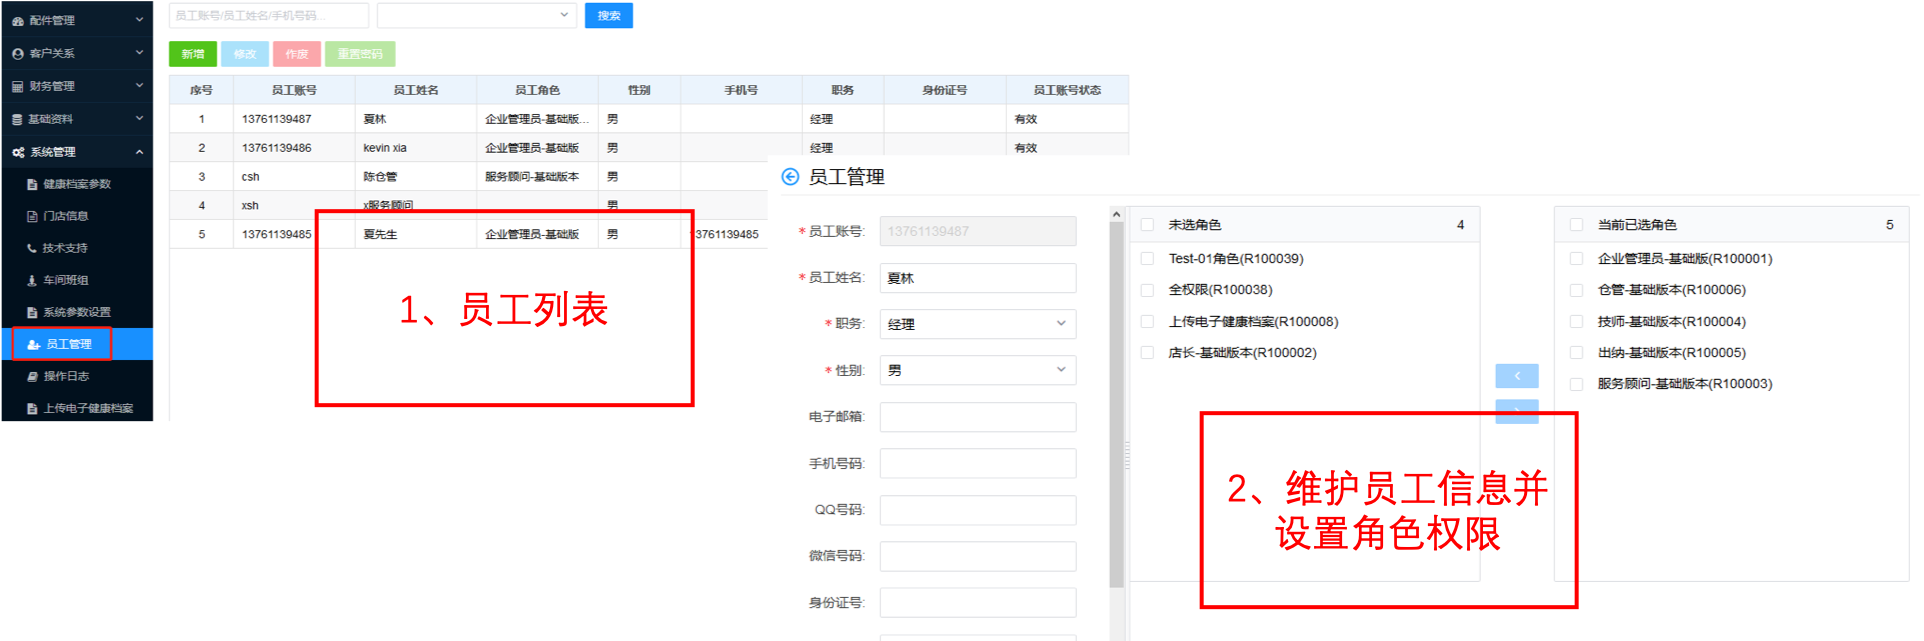 配件管理
客户关系
财务管理
基础资料
系统管理
健康档案参数
门店信息
技术支持
车间班组
系统参数设置
员工管理
操作日志
上传电子健康档案
员工账号/员工姓名/手机号码...
搜索
新增 修改 作废 重置密码
序号 员工账号 员工姓名 员工角色 性别 手机号 职务 身份证号 员工账号状态
1 13761139487 夏林 企业管理员-基础版... 男 经理 有效
2 13761139486 kevin xia 企业管理员-基础版 男 经理 有效
3 csh 陈仓管 服务顾问-基础版本 男
4 xsh x服务顾问 男
5 13761139485 夏先生 企业管理员-基础版 男 13761139485
1、员工列表
员工管理
*员工账号: 13761139487
*员工姓名: 夏林
*职务: 经理
*性别: 男
电子邮箱:
手机号码:
QQ号码:
微信号码:
身份证号:
未选角色 4
Test-01角色(R100039)
全权限(R100038)
上传电子健康档案(R100008)
店长-基础版本(R100002)
当前已选角色 5
企业管理员-基础版(R100001)
仓管-基础版本(R100006)
技师-基础版本(R100004)
出纳-基础版本(R100005)
服务顾问-基础版本(R100003)
2、维护员工信息并
设置角色权限